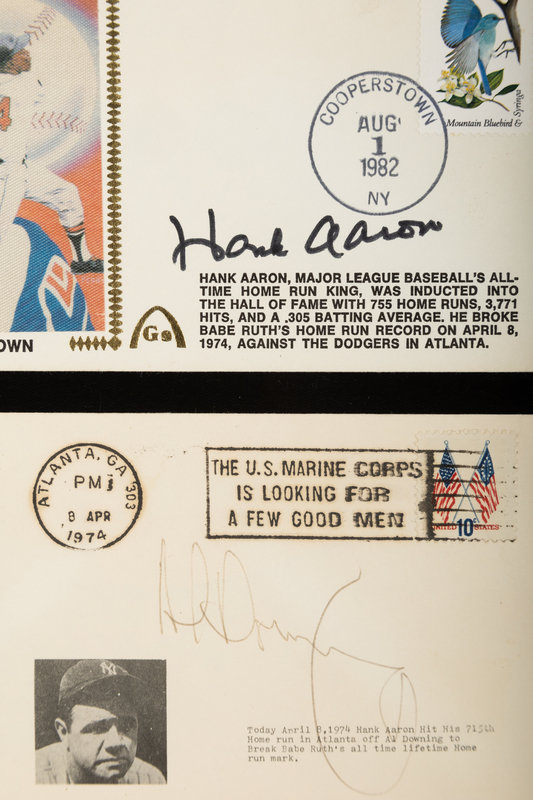 4
COOPERSTOWN
AUG
1
1982
NY
Mountain Bluebird &
Syringa
Hank Aaron
HANK AARON, MAJOR LEAGUE BASEBALL'S ALL-
TIME HOME RUN KING, WAS INDUCTED INTO
THE HALL OF FAME WITH 755 HOME RUNS, 3,771
HITS, AND A .305 BATTING AVERAGE. HE BROKE
BABE RUTH'S HOME RUN RECORD ON APRIL 8,
1974, AGAINST THE DODGERS IN ATLANTA.
OWN
Gs
ATLANTA, GA 303
PM
8 APR
1974
THE U.S. MARINE CORPS
IS LOOKING FOR
A FEW GOOD MEN
10c
UNITED STATES
NY
Today April 8,1974 Hank Aaron Hit His 715th
Home run in Atlanta off Al Downing to
Break Babe Ruth's all time lifetime Home
run mark.